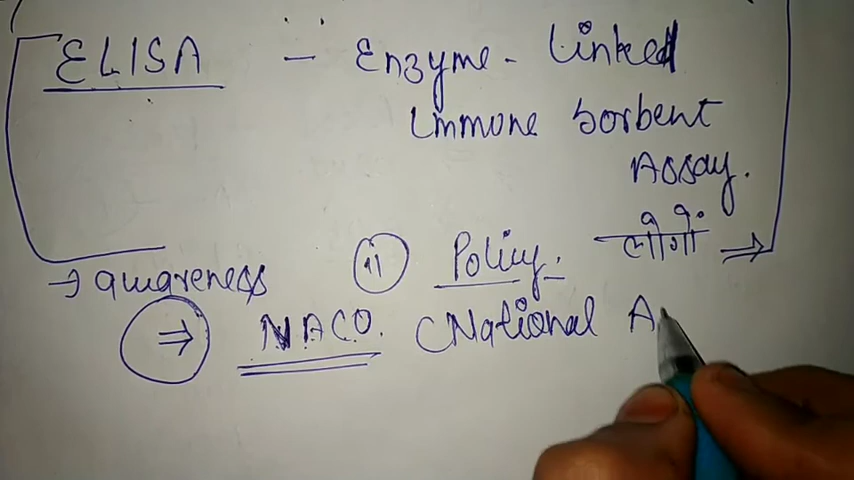 ELISA - Enzyme - Linked
Immune Sorbent
Assay.
(ii) Policy. लोगों ⇒
→ awareness
⇒ NACO. (National A